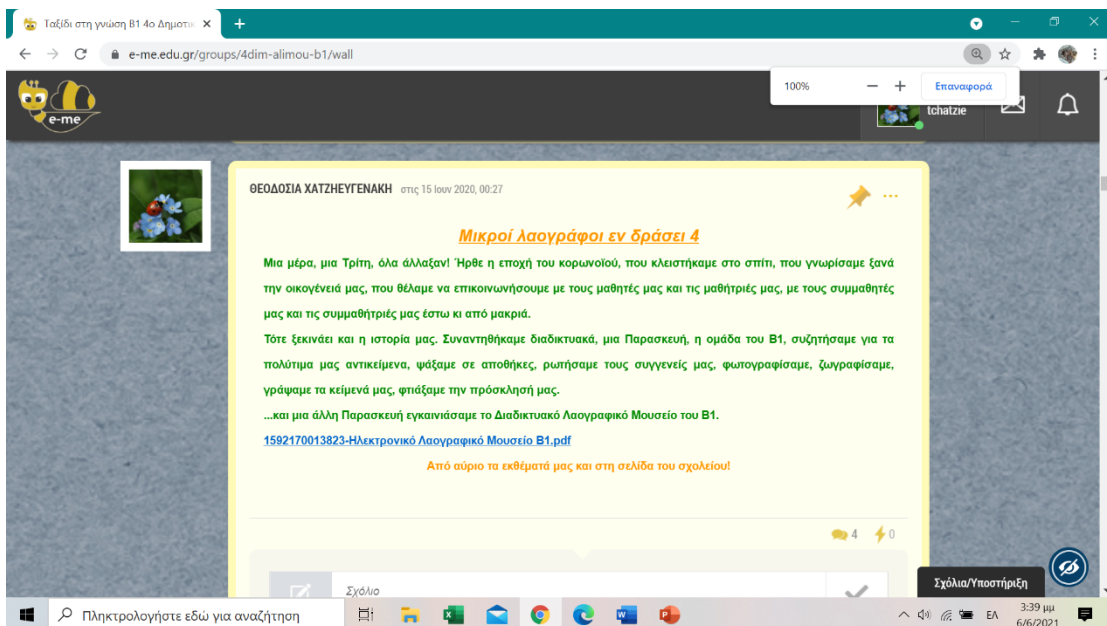 Ταξίδι στη γνώση Β1 4ο Δημοτικ
e-me.edu.gr/groups/4dim-alimou-b1/wall
100%
Επαναφορά
e-me
tchatzie
ΘΕΟΔΟΣΙΑ ΧΑΤΖΗΕΥΓΕΝΑΚΗ στις 15 Ιουν 2020, 00:27
Μικροί λαογράφοι εν δράσει 4
Μια μέρα, μια Τρίτη, όλα άλλαξαν! Ήρθε η εποχή του κορωνοϊού, που κλειστήκαμε στο σπίτι, που γνωρίσαμε ξανά
την οικογένειά μας, που θέλαμε να επικοινωνήσουμε με τους μαθητές μας και τις μαθήτριές μας, με τους συμμαθητές
μας και τις συμμαθήτριές μας έστω κι από μακριά.
Τότε ξεκινάει και η ιστορία μας. Συναντηθήκαμε διαδικτυακά, μια Παρασκευή, η ομάδα του Β1, συζητήσαμε για τα
πολύτιμα μας αντικείμενα, ψάξαμε σε αποθήκες, ρωτήσαμε τους συγγενείς μας, φωτογραφίσαμε, ζωγραφίσαμε,
γράψαμε τα κείμενά μας, φτιάξαμε την πρόσκλησή μας.
...και μια άλλη Παρασκευή εγκαινιάσαμε το Διαδικτυακό Λαογραφικό Μουσείο του Β1.
1592170013823-Ηλεκτρονικό Λαογραφικό Μουσείο Β1.pdf
Από αύριο τα εκθέματά μας και στη σελίδα του σχολείου!
4 0
Σχόλιο
Σχόλια/Υποστήριξη
Πληκτρολογήστε εδώ για αναζήτηση
ΕΛ
3:39 μμ
6/6/2021